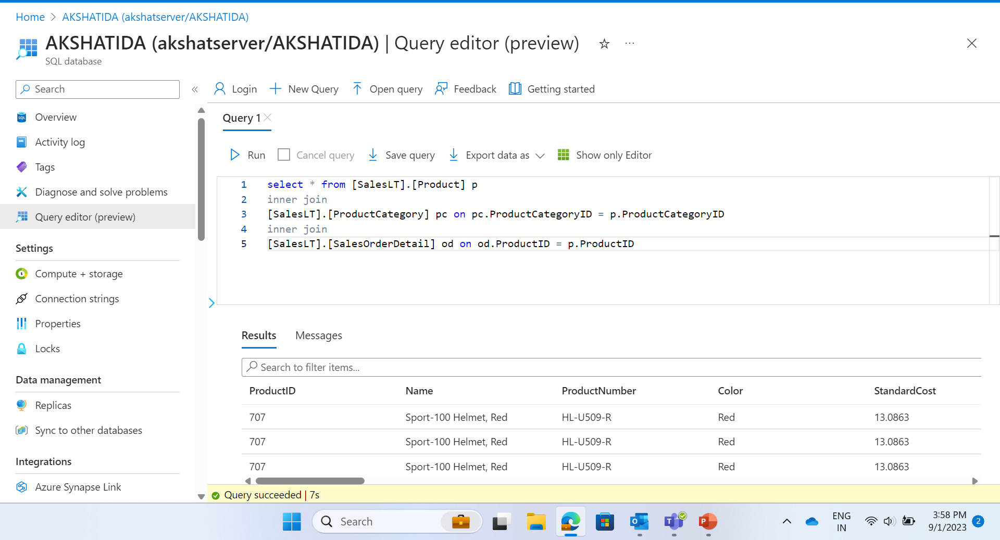 Home > AKSHATIDA (akshatserver/AKSHATIDA)
AKSHATIDA (akshatserver/AKSHATIDA) | Query editor (preview)
SQL database
Search
Overview
Activity log
Tags
Diagnose and solve problems
Query editor (preview)
Settings
Compute + storage
Connection strings
Properties
Locks
Data management
Replicas
Sync to other databases
Integrations
Azure Synapse Link
Login New Query Open query Feedback Getting started
Query 1
Run Cancel query Save query Export data as Show only Editor
1 select * from [SalesLT].[Product] p
2 inner join
3 [SalesLT].[ProductCategory] pc on pc.ProductCategoryID = p.ProductCategoryID
4 inner join
5 [SalesLT].[SalesOrderDetail] od on od.ProductID = p.ProductID
Results Messages
Search to filter items...
ProductID Name ProductNumber Color StandardCost
707 Sport-100 Helmet, Red HL-U509-R Red 13.0863
707 Sport-100 Helmet, Red HL-U509-R Red 13.0863
707 Sport-100 Helmet, Red HL-U509-R Red 13.0863
Query succeeded | 7s
Search
ENG
IN
3:58 PM
9/1/2023
2